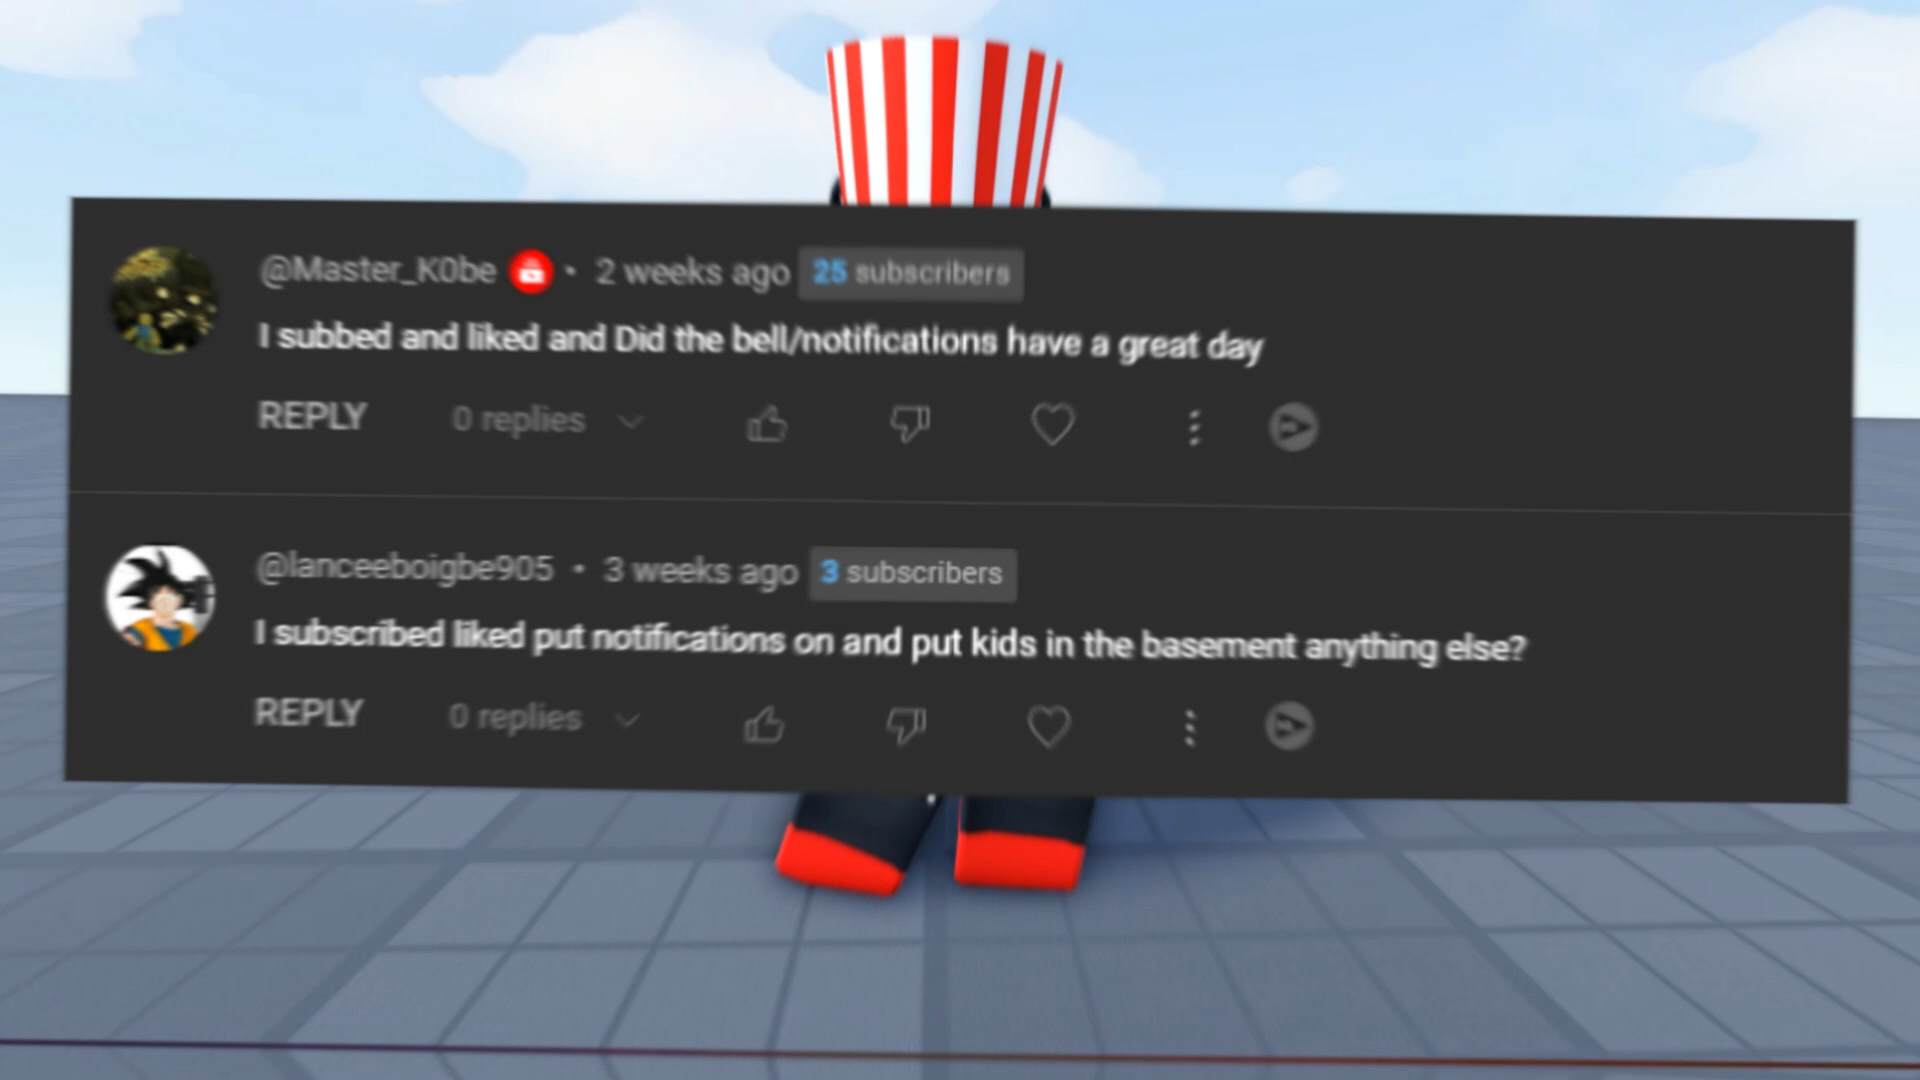 @Master_K0be • 2 weeks ago 25 subscribers
I subbed and liked and Did the bell/notifications have a great day
REPLY 0 replies
@lanceeboigbe905 • 3 weeks ago 3 subscribers
I subscribed liked put notifications on and put kids in the basement anything else?
REPLY 0 replies